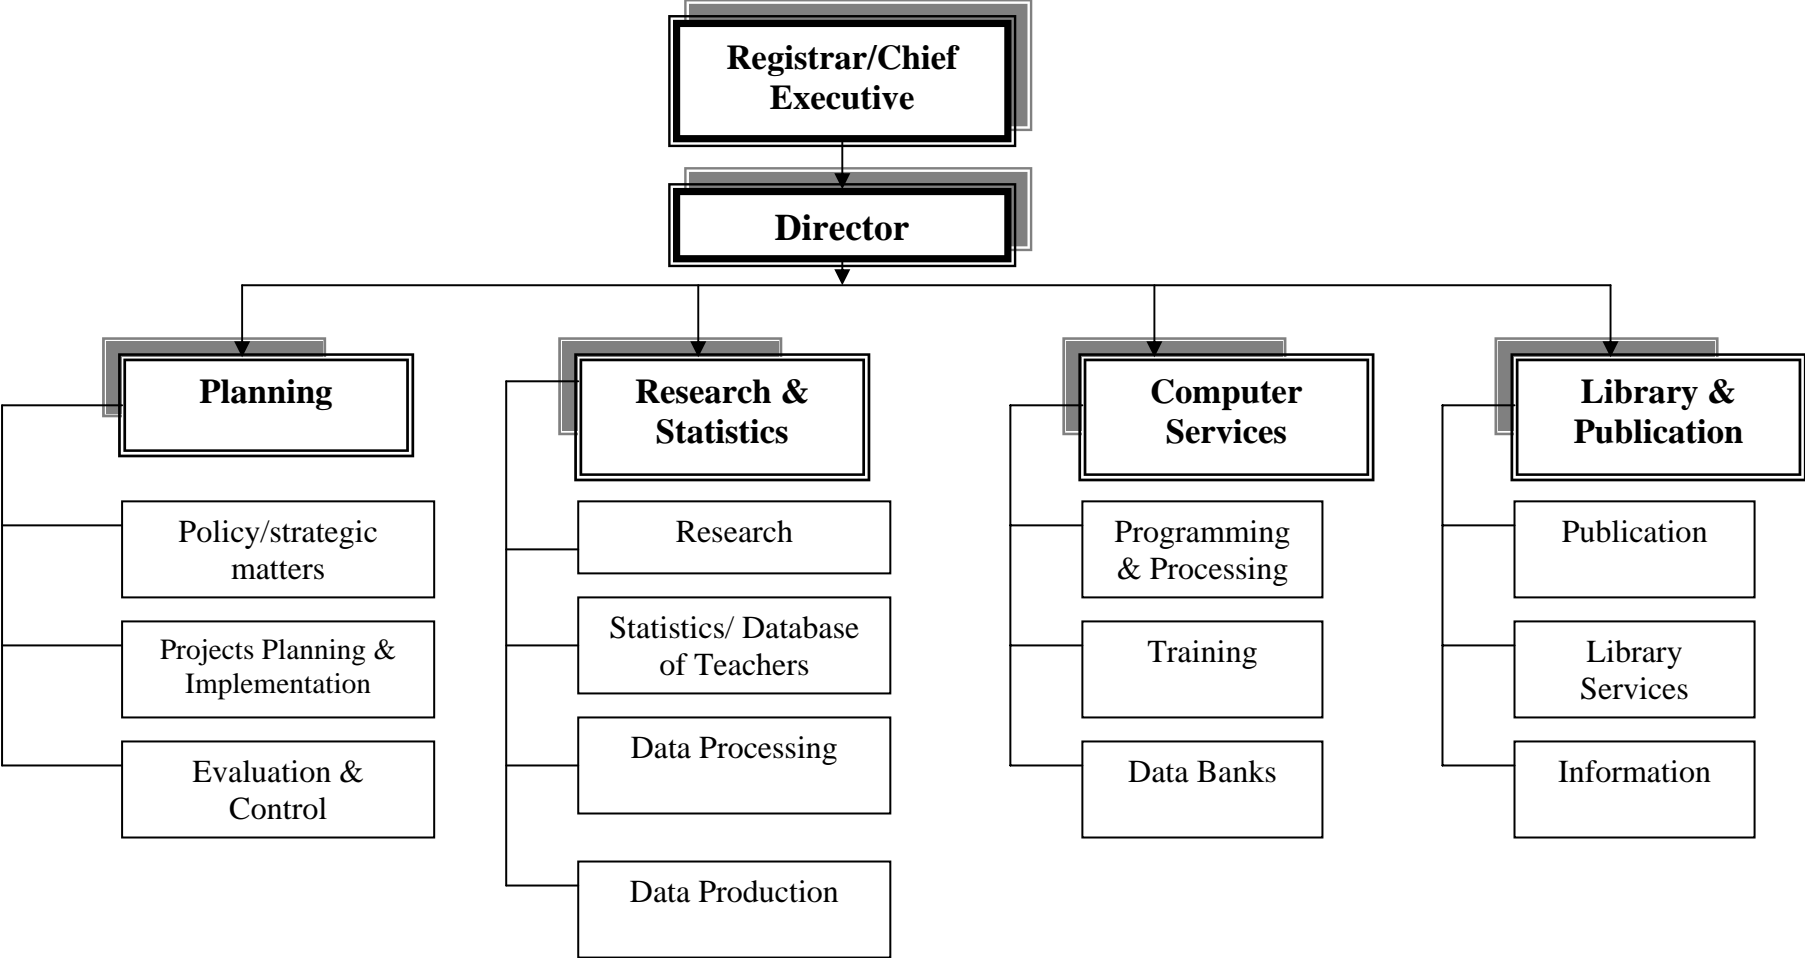 Registrar/Chief
Executive
Director
Planning
Research &
Statistics
Computer
Services
Library &
Publication
Policy/strategic
matters
Projects Planning &
Implementation
Evaluation &
Control
Research
Statistics/ Database
of Teachers
Data Processing
Data Production
Programming
& Processing
Training
Data Banks
Publication
Library
Services
Information